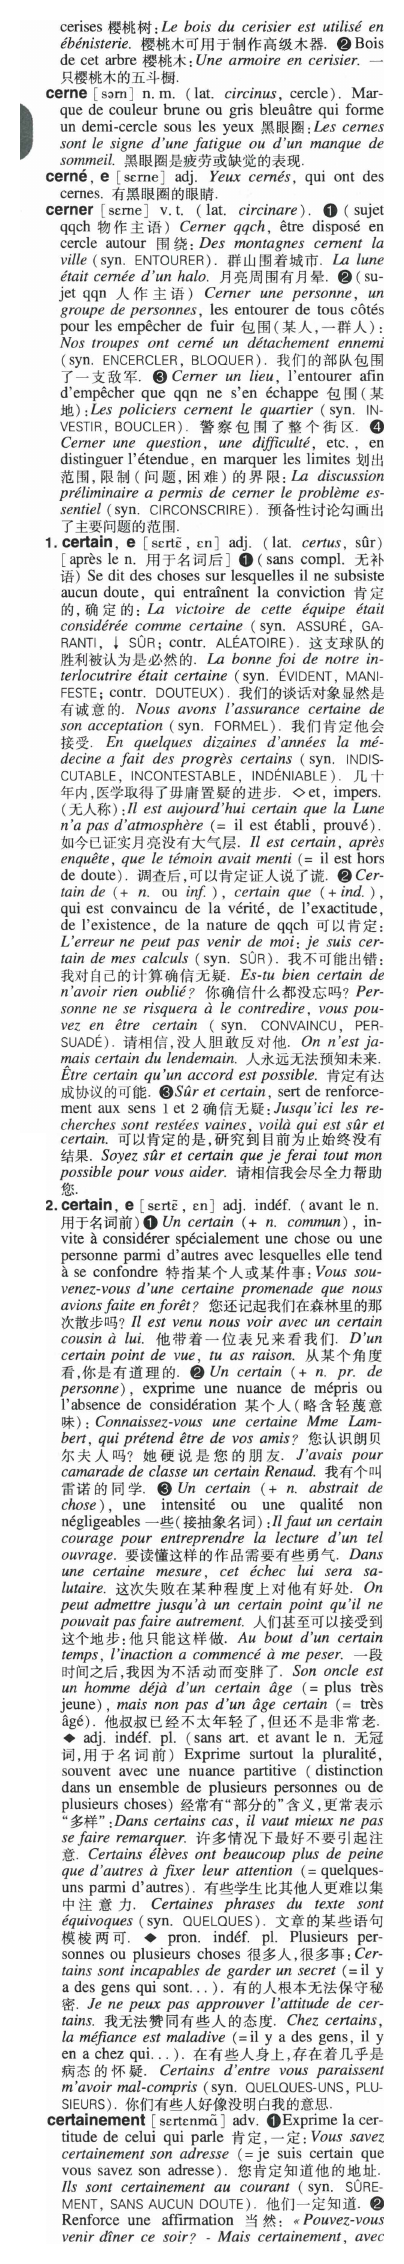 cerises 樱桃树:Le bois du cerisier est utilisé en
ébénisterie. 樱桃木可用于制作高级木器. ❷Bois
de cet arbre 樱桃木:Une armoire en cerisier. 一
只樱桃木的五斗橱.
cerne [sɛrn] n. m. (lat. circinus, cercle). Mar-
que de couleur brune ou gris bleuâtre qui forme
un demi-cercle sous les yeux 黑眼圈:Les cernes
sont le signe d'une fatigue ou d'un manque de
sommeil. 黑眼圈是疲劳或缺觉的表现.
cerné, e [sɛrne] adj. Yeux cernés, qui ont des
cernes. 有黑眼圈的眼睛.
cerner [sɛrne] v. t. (lat. circinare). ❶ (sujet
qqch 物作主语) Cerner qqch, être disposé en
cercle autour 围绕: Des montagnes cernent la
ville (syn. ENTOURER). 群山围着城市. La lune
était cernée d'un halo. 月亮周围有月晕. ❷ (su-
jet qqn 人作主语) Cerner une personne, un
groupe de personnes, les entourer de tous côtés
pour les empêcher de fuir 包围(某人,一群人):
Nos troupes ont cerné un détachement ennemi
(syn. ENCERCLER, BLOQUER). 我们的部队包围
了一支敌军. ❸ Cerner un lieu, l'entourer afin
d'empêcher que qqn ne s'en échappe 包围(某
地):Les policiers cernent le quartier (syn. IN-
VESTIR, BOUCLER). 警察包围了整个街区. ❹
Cerner une question, une difficulté, etc., en
distinguer l'étendue, en marquer les limites 划出
范围,限制(问题,困难)的界限:La discussion
préliminaire a permis de cerner le problème es-
sentiel (syn. CIRCONSCRIRE). 预备性讨论勾画出
了主要问题的范围.
1. certain, e [sɛrtɛ̃, ɛn] adj. (lat. certus, sûr)
[après le n. 用于名词后] ❶ (sans compl. 无补
语) Se dit des choses sur lesquelles il ne subsiste
aucun doute, qui entraînent la conviction 肯定
的,确定的: La victoire de cette équipe était
considérée comme certaine (syn. ASSURÉ, GA-
RANTI, ↓ SÛR; contr. ALÉATOIRE). 这支球队的
胜利被认为是必然的. La bonne foi de notre in-
terlocutrire était certaine (syn. ÉVIDENT, MANI-
FESTE; contr. DOUTEUX). 我们的谈话对象显然是
有诚意的. Nous avons l'assurance certaine de
son acceptation (syn. FORMEL). 我们肯定他会
接受. En quelques dizaines d'années la mé-
decine a fait des progrès certains (syn. INDIS-
CUTABLE, INCONTESTABLE, INDÉNIABLE). 几十
年内,医学取得了毋庸置疑的进步. ◇et, impers.
(无人称):Il est aujourd'hui certain que la Lune
n'a pas d'atmosphère (= il est établi, prouvé).
如今已证实月亮没有大气层. Il est certain, après
enquête, que le témoin avait menti (= il est hors
de doute). 调查后,可以肯定证人说了谎. ❷ Cer-
tain de (+ n. ou inf.), certain que (+ind.),
qui est convaincu de la vérité, de l'exactitude,
de l'existence, de la nature de qqch 可以肯定:
L'erreur ne peut pas venir de moi: je suis cer-
tain de mes calculs (syn. SÛR). 我不可能出错:
我对自己的计算确信无疑. Es-tu bien certain de
n'avoir rien oublié? 你确信什么都没忘吗? Per-
sonne ne se risquera à le contredire, vous pou-
vez en être certain (syn. CONVAINCU, PER-
SUADÉ). 请相信,没人胆敢反对他. On n'est ja-
mais certain du lendemain. 人永远无法预知未来.
Être certain qu'un accord est possible. 肯定有达
成协议的可能. ❸Sûr et certain, sert de renforce-
ment aux sens 1 et 2 确信无疑:Jusqu'ici les re-
cherches sont restées vaines, voilà qui est sûr et
certain. 可以肯定的是,研究到目前为止始终没有
结果. Soyez sûr et certain que je ferai tout mon
possible pour vous aider. 请相信我会尽全力帮助
您.
2. certain, e [sɛrtɛ̃, ɛn] adj. indéf. (avant le n.
用于名词前) ❶ Un certain (+ n. commun), in-
vite à considérer spécialement une chose ou une
personne parmi d'autres avec lesquelles elle tend
à se confondre 特指某个人或某件事:Vous sou-
venez-vous d'une certaine promenade que nous
avions faite en forêt? 您还记起我们在森林里的那
次散步吗? Il est venu nous voir avec un certain
cousin à lui. 他带着一位表兄来看我们. D'un
certain point de vue, tu as raison. 从某个角度
看,你是有道理的. ❷ Un certain (+ n. pr. de
personne), exprime une nuance de mépris ou
l'absence de considération 某个人(略含轻蔑意
味): Connaissez-vous une certaine Mme Lam-
bert, qui prétend être de vos amis? 您认识朗贝
尔夫人吗? 她硬说是您的朋友. J'avais pour
camarade de classe un certain Renaud. 我有个叫
雷诺的同学. ❸ Un certain (+ n. abstrait de
chose), une intensité ou une qualité non
négligeables 一些(接抽象名词):Il faut un certain
courage pour entreprendre la lecture d'un tel
ouvrage. 要读懂这样的作品需要有些勇气. Dans
une certaine mesure, cet échec lui sera sa-
lutaire. 这次失败在某种程度上对他有好处. On
peut admettre jusqu'à un certain point qu'il ne
pouvait pas faire autrement. 人们甚至可以接受到
这个地步:他只能这样做. Au bout d'un certain
temps, l'inaction a commencé à me peser. 一段
时间之后,我因为不活动而变胖了. Son oncle est
un homme déjà d'un certain âge (= plus très
jeune), mais non pas d'un âge certain (= très
âgé). 他叔叔已经不太年轻了,但还不是非常老.
◆ adj. indéf. pl. (sans art. et avant le n. 无冠
词,用于名词前) Exprime surtout la pluralité,
souvent avec une nuance partitive (distinction
dans un ensemble de plusieurs personnes ou de
plusieurs choses) 经常有“部分的”含义,更常表示
“多样”:Dans certains cas, il vaut mieux ne pas
se faire remarquer. 许多情况下最好不要引起注
意. Certains élèves ont beaucoup plus de peine
que d'autres à fixer leur attention (= quelques-
uns parmi d'autres). 有些学生比其他人更难以集
中注意力. Certaines phrases du texte sont
équivoques (syn. QUELQUES). 文章的某些语句
模棱两可. ◆ pron. indéf. pl. Plusieurs per-
sonnes ou plusieurs choses 很多人,很多事:Cer-
tains sont incapables de garder un secret (=il y
a des gens qui sont...). 有的人根本无法保守秘
密. Je ne peux pas approuver l'attitude de cer-
tains. 我无法赞同有些人的态度. Chez certains,
la méfiance est maladive (=il y a des gens, il y
en a chez qui...). 在有些人身上,存在着几乎是
病态的怀疑. Certains d'entre vous paraissent
m'avoir mal-compris (syn. QUELQUES-UNS, PLU-
SIEURS). 你们有些人好像没明白我的意思.
certainement [sɛrtɛnmɑ̃] adv. ❶Exprime la cer-
titude de celui qui parle 肯定,一定:Vous savez
certainement son adresse (=je suis certain que
vous savez son adresse). 您肯定知道他的地址.
Ils sont certainement au courant (syn. SÛRE-
MENT, SANS AUCUN DOUTE). 他们一定知道. ❷
Renforce une affirmation 当然: «Pouvez-vous
venir dîner ce soir? - Mais certainement, avec